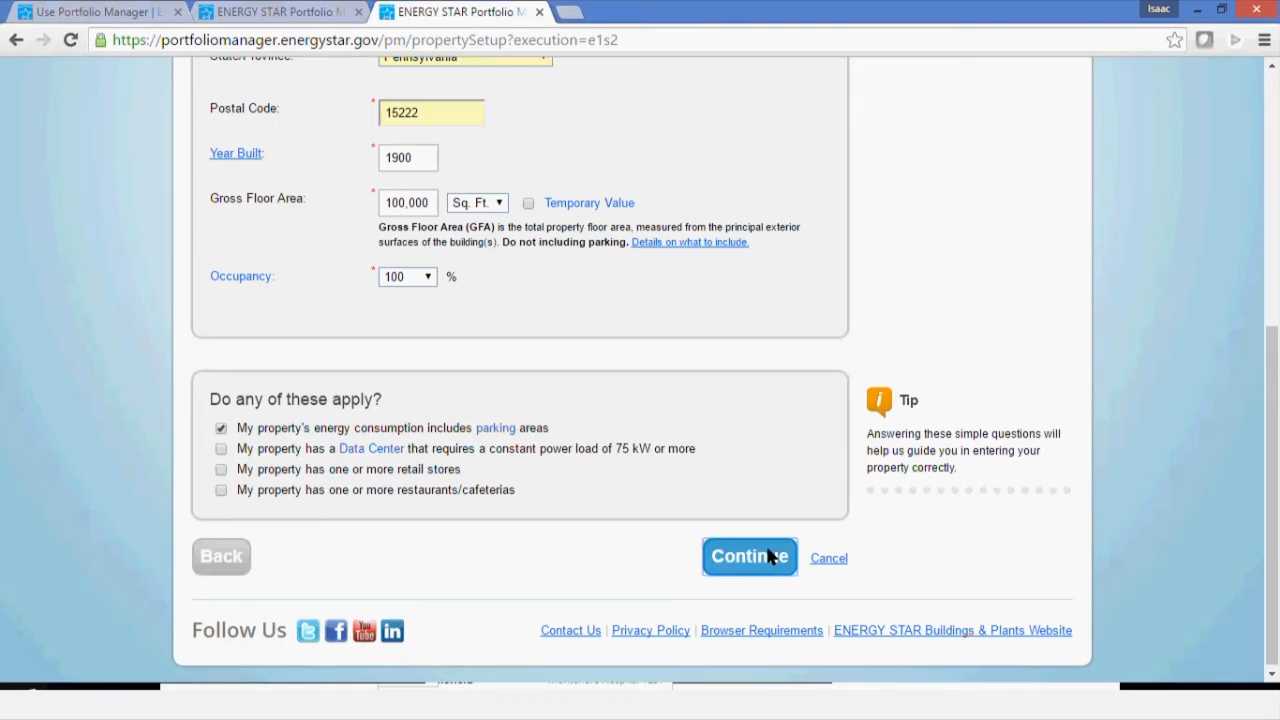 Use Portfolio Manager | E
ENERGY STAR Portfolio M
ENERGY STAR Portfolio M
Isaac
https://portfoliomanager.energystar.gov/pm/propertySetup?execution=e1s2
State/Province: Pennsylvania
Postal Code: * 15222
Year Built: * 1900
Gross Floor Area: * 100,000 Sq. Ft. Temporary Value
Gross Floor Area (GFA) is the total property floor area, measured from the principal exterior
surfaces of the building(s). Do not including parking. Details on what to include.
Occupancy: * 100 %
Do any of these apply?
My property's energy consumption includes parking areas
My property has a Data Center that requires a constant power load of 75 kW or more
My property has one or more retail stores
My property has one or more restaurants/cafeterias
Tip
Answering these simple questions will
help us guide you in entering your
property correctly.
Back
Continue
Cancel
Follow Us
Contact Us | Privacy Policy | Browser Requirements | ENERGY STAR Buildings & Plants Website